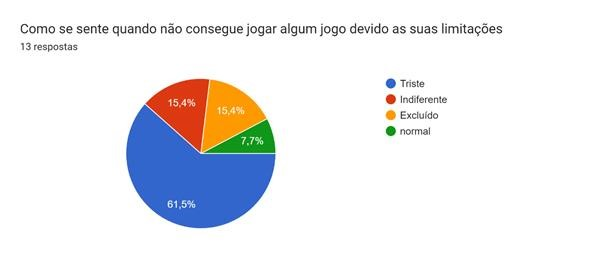 Como se sente quando não consegue jogar algum jogo devido as suas limitações
13 respostas
Triste
Indiferente
Excluído
normal
15,4%
15,4%
7,7%
61,5%